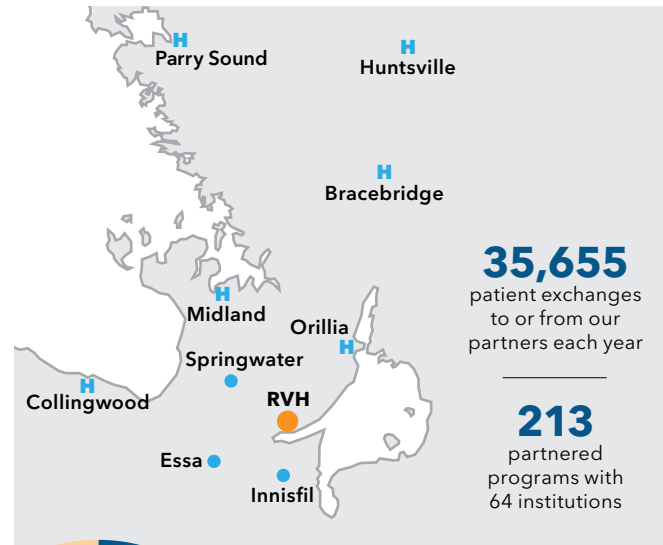 H
Parry Sound
H
Huntsville
H
Bracebridge
35,655
patient exchanges
to or from our
partners each year
H
Midland
Orillia
H
Springwater
H
Collingwood
RVH
213
partnered
programs with
64 institutions
Essa
Innisfil